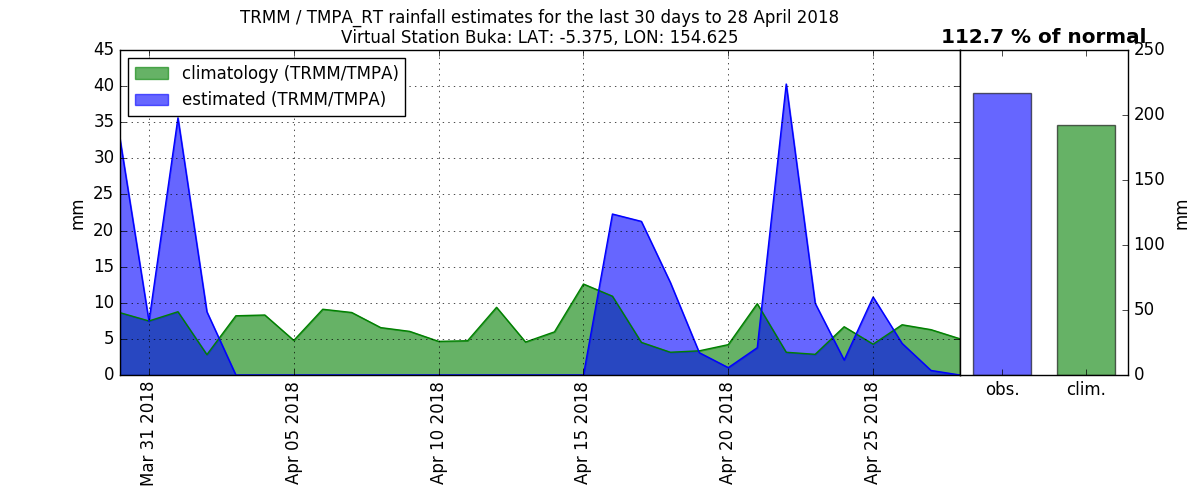 TRMM / TMPA_RT rainfall estimates for the last 30 days to 28 April 2018
Virtual Station Buka: LAT: -5.375, LON: 154.625
112.7 % of normal
climatology (TRMM/TMPA)
estimated (TRMM/TMPA)
45
40
35
30
25
20
15
10
5
0
mm
Mar 31 2018
Apr 05 2018
Apr 10 2018
Apr 15 2018
Apr 20 2018
Apr 25 2018
250
200
150
100
50
0
mm
obs.
clim.